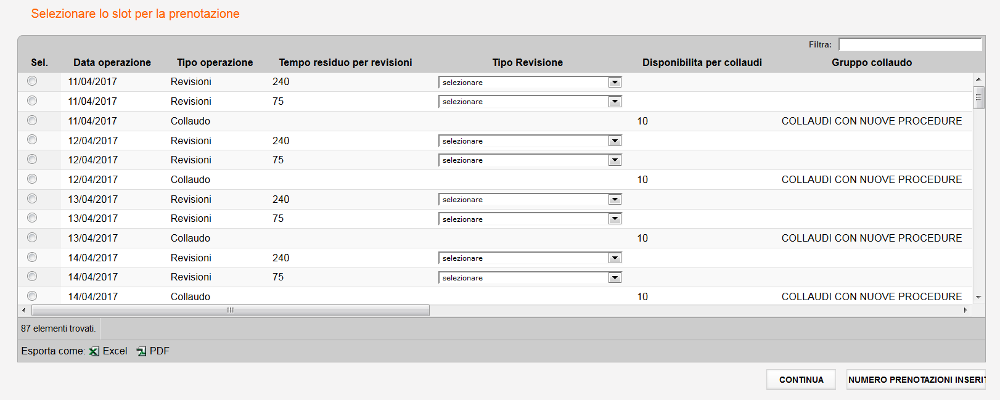 Selezionare lo slot per la prenotazione
Filtra:
Sel. Data operazione Tipo operazione Tempo residuo per revisioni Tipo Revisione Disponibilita per collaudi Gruppo collaudo
11/04/2017 Revisioni 240 selezionare
11/04/2017 Revisioni 75 selezionare
11/04/2017 Collaudo 10 COLLAUDI CON NUOVE PROCEDURE
12/04/2017 Revisioni 240 selezionare
12/04/2017 Revisioni 75 selezionare
12/04/2017 Collaudo 10 COLLAUDI CON NUOVE PROCEDURE
13/04/2017 Revisioni 240 selezionare
13/04/2017 Revisioni 75 selezionare
13/04/2017 Collaudo 10 COLLAUDI CON NUOVE PROCEDURE
14/04/2017 Revisioni 240 selezionare
14/04/2017 Revisioni 75 selezionare
14/04/2017 Collaudo 10 COLLAUDI CON NUOVE PROCEDURE
87 elementi trovati.
Esporta come: Excel PDF
CONTINUA NUMERO PRENOTAZIONI INSERIT